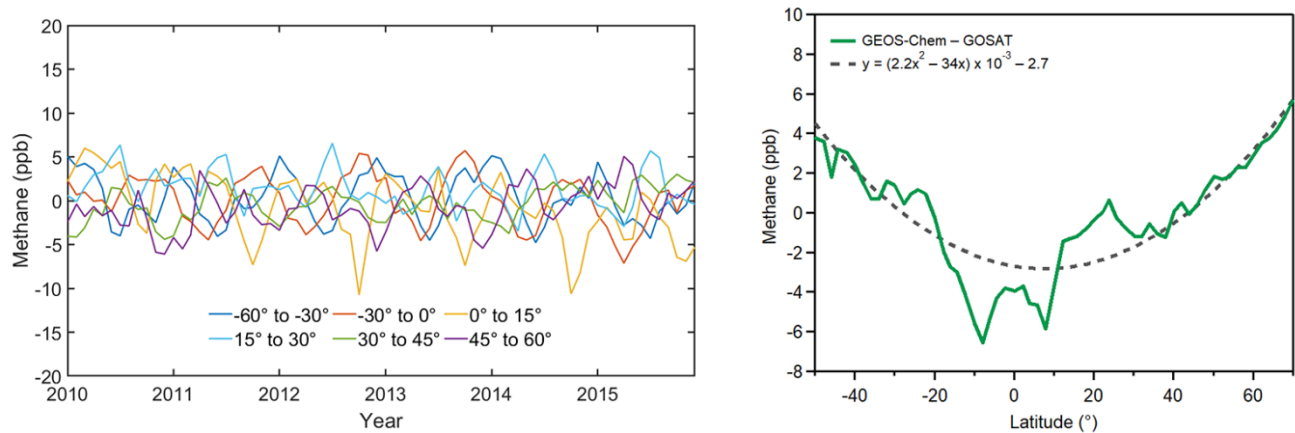 20
15
10
5
0
-5
-10
-15
-20
Methane (ppb)
-60° to -30° -30° to 0° 0° to 15°
15° to 30° 30° to 45° 45° to 60°
2010 2011 2012 2013 2014 2015
Year
10
8
6
4
2
0
-2
-4
-6
-8
Methane (ppb)
GEOS-Chem – GOSAT
y = (2.2x² – 34x) x 10⁻³ – 2.7
-40 -20 0 20 40 60
Latitude (°)